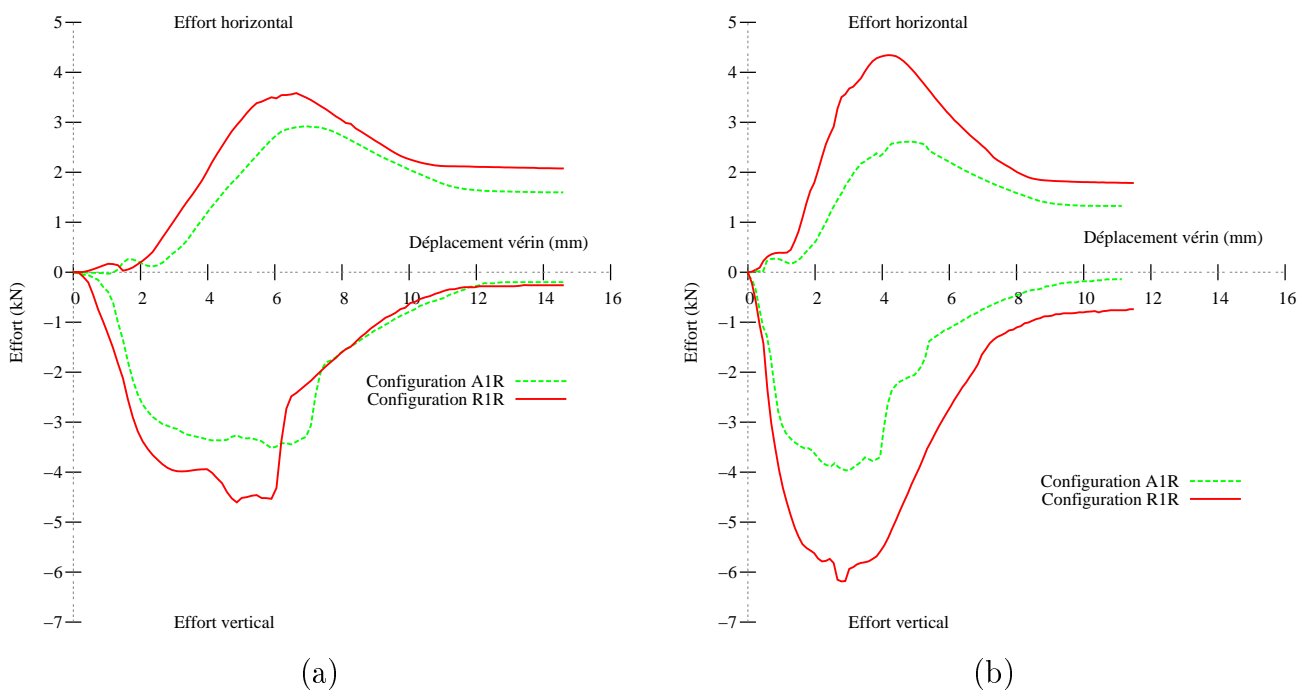 Effort horizontal
5
4
3
2
1
0
−1
−2
−3
−4
−5
−6
−7
Effort (kN)
0 2 4 6 8 10 12 14 16
Déplacement vérin (mm)
Configuration A1R
Configuration R1R
Effort vertical
(a)
Effort horizontal
5
4
3
2
1
0
−1
−2
−3
−4
−5
−6
−7
Effort (kN)
0 2 4 6 8 10 12 14 16
Déplacement vérin (mm)
Configuration A1R
Configuration R1R
Effort vertical
(b)